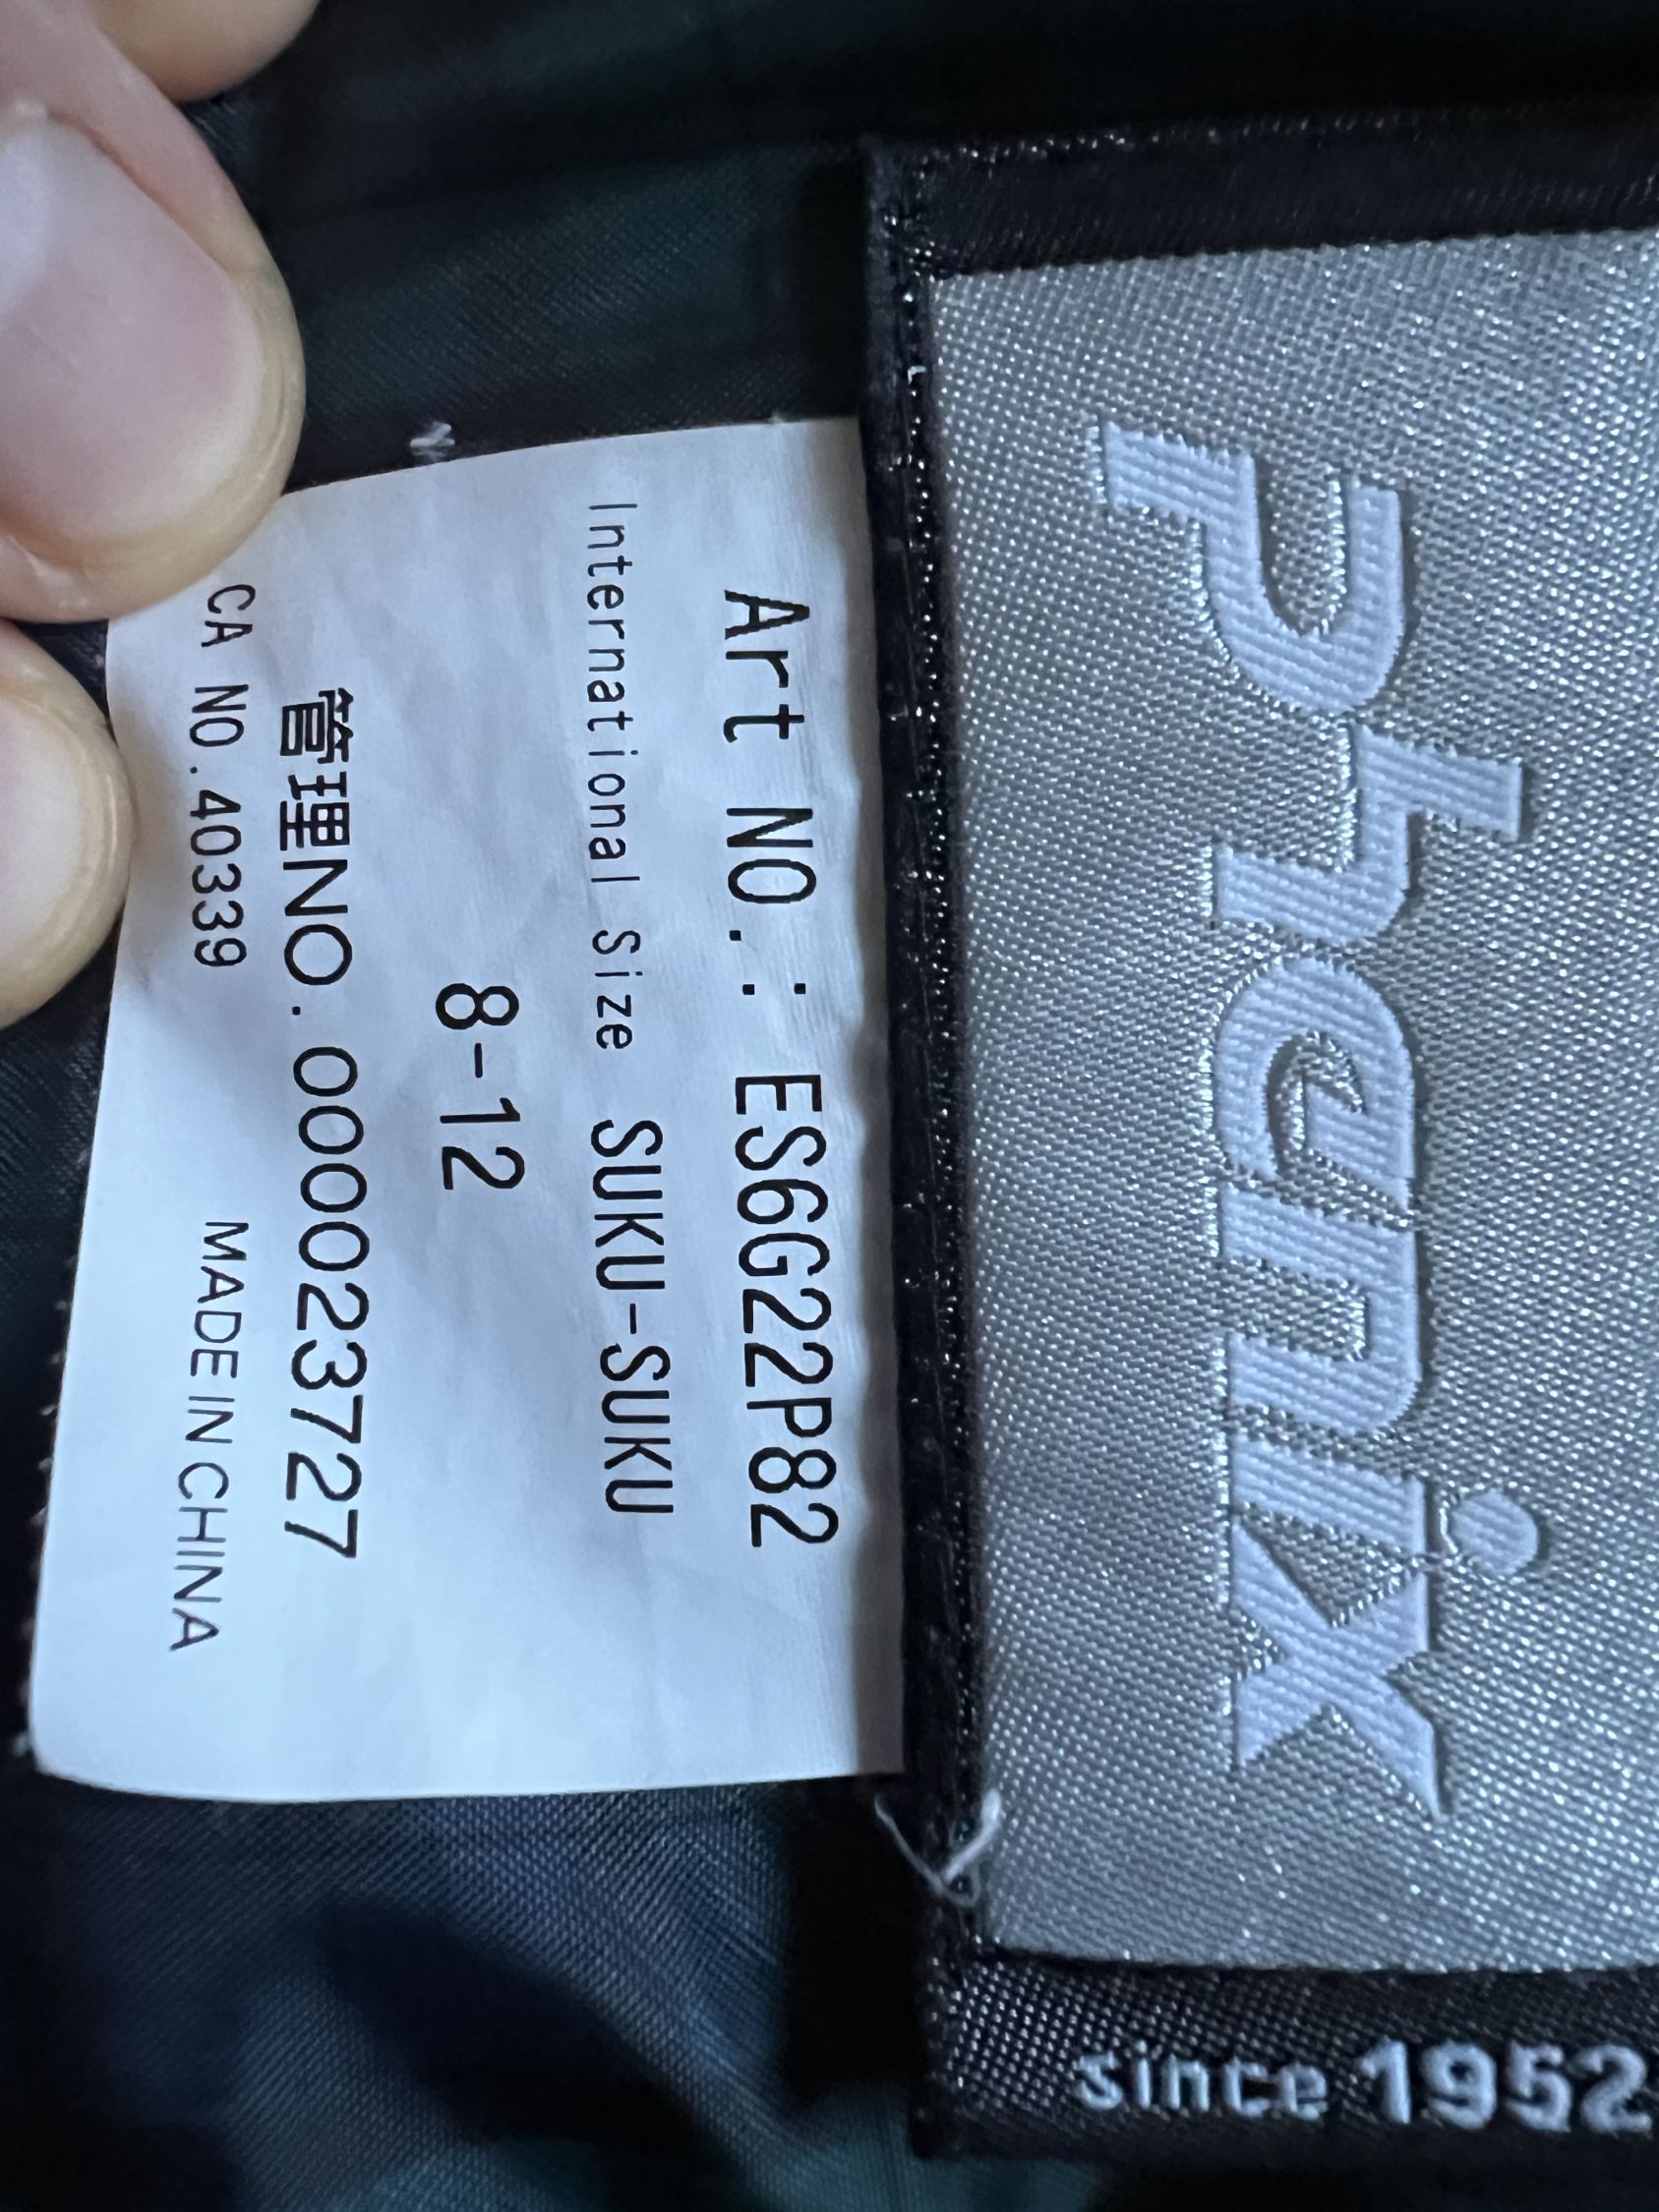 Phenix
since 1952
Art NO.: ES6G22P82
International Size SUKU-SUKU
8-12
管理NO. 0000023727
CA NO.40339 MADE IN CHINA